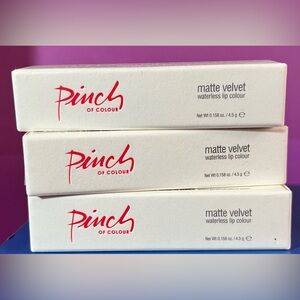 Pinch
OF COLOUR
matte velvet
waterless lip colour
Net Wt 0.158 oz. / 4.5 g ℮
Pinch
OF COLOUR
matte velvet
waterless lip colour
Net Wt 0.158 oz. / 4.5 g ℮
Pinch
OF COLOUR
matte velvet
waterless lip colour
Net Wt 0.158 oz. / 4.5 g ℮